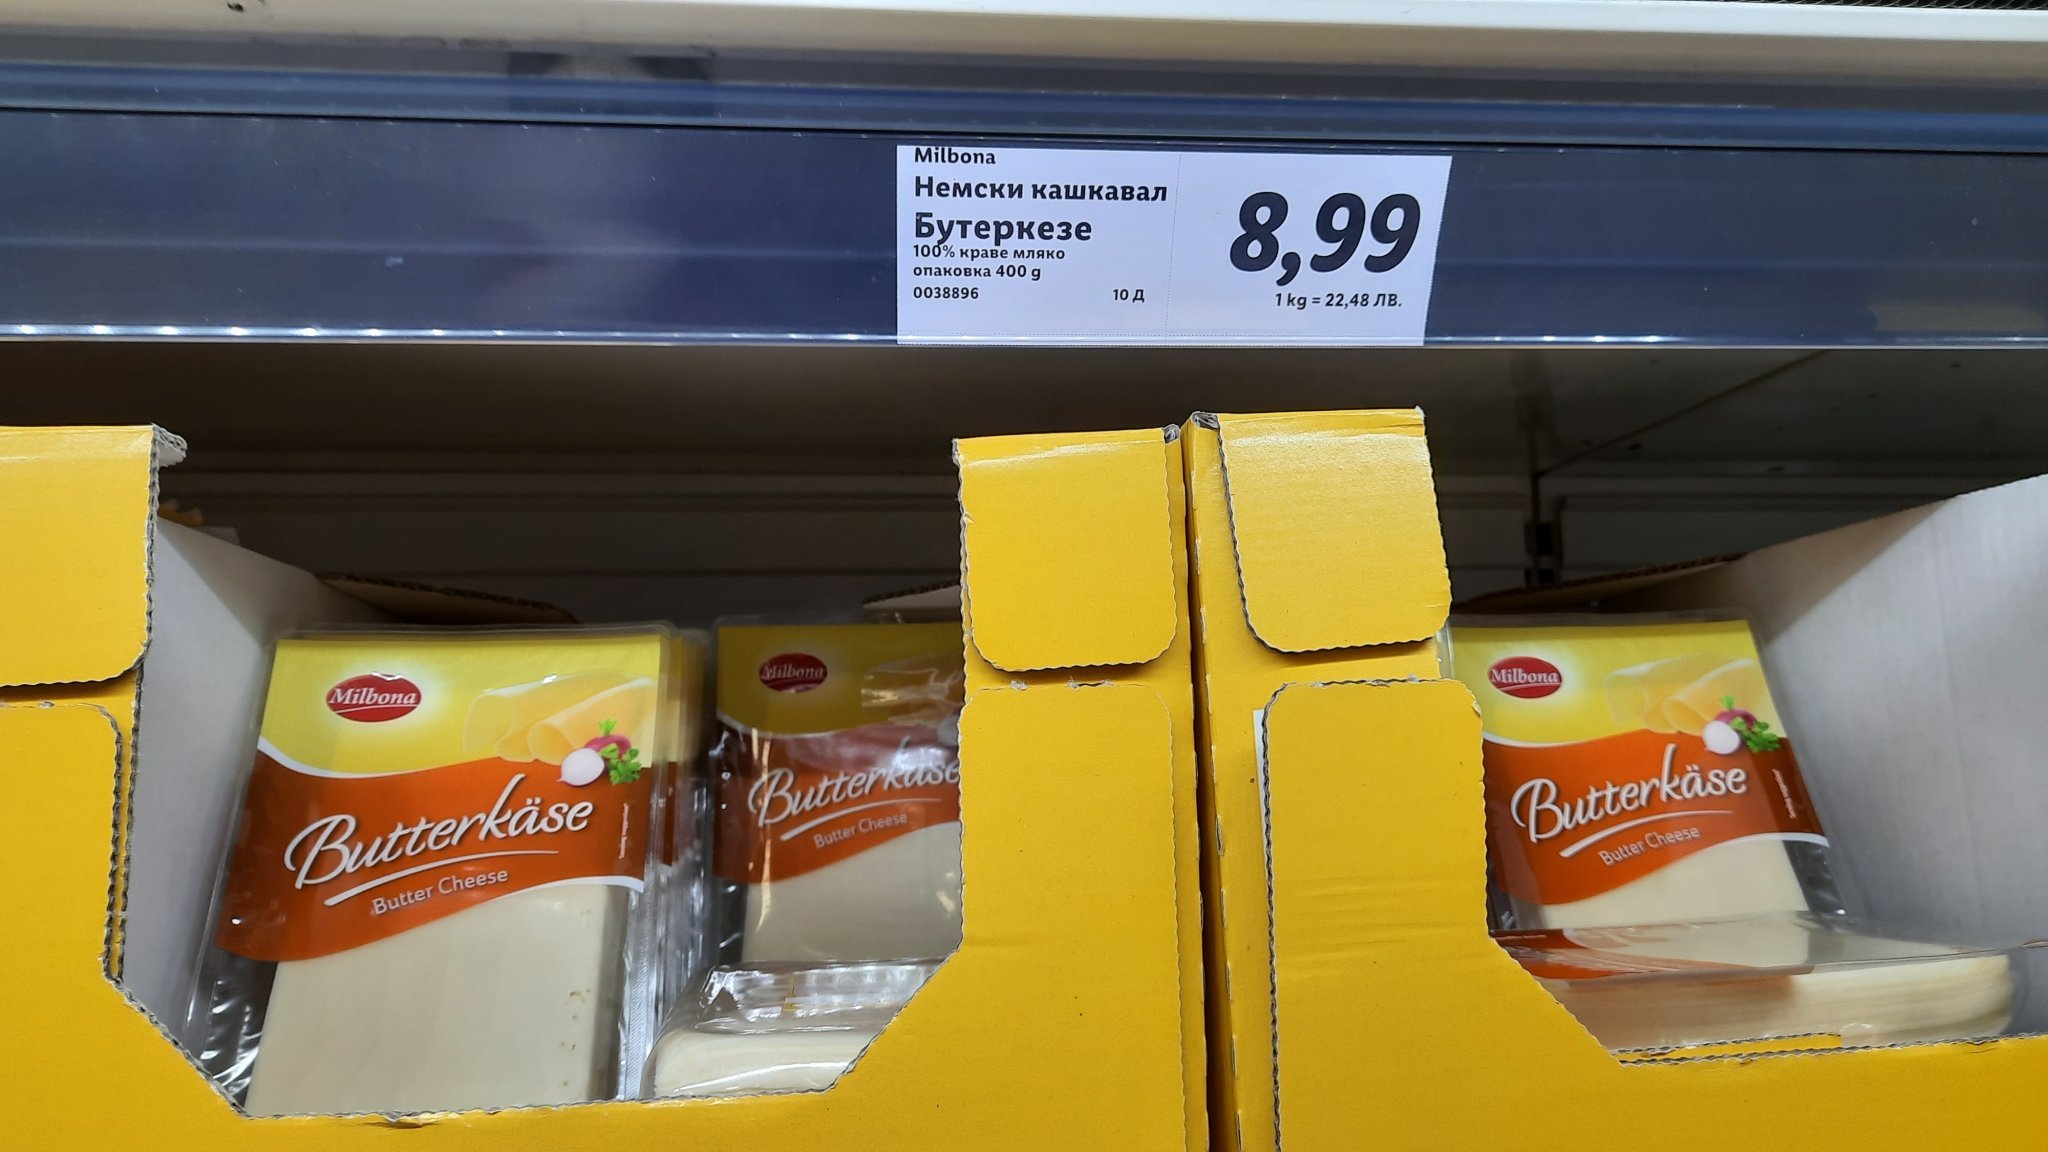 Milbona
Немски кашкавал
Бутеркезе
100% краве мляко
опаковка 400 g
0038896 10 Д
8,99
1 kg = 22,48 ЛВ.
Milbona
Butterkäse
Butter Cheese
Milbona
Butterkäse
Butter Cheese
Milbona
Butterkäse
Butter Cheese